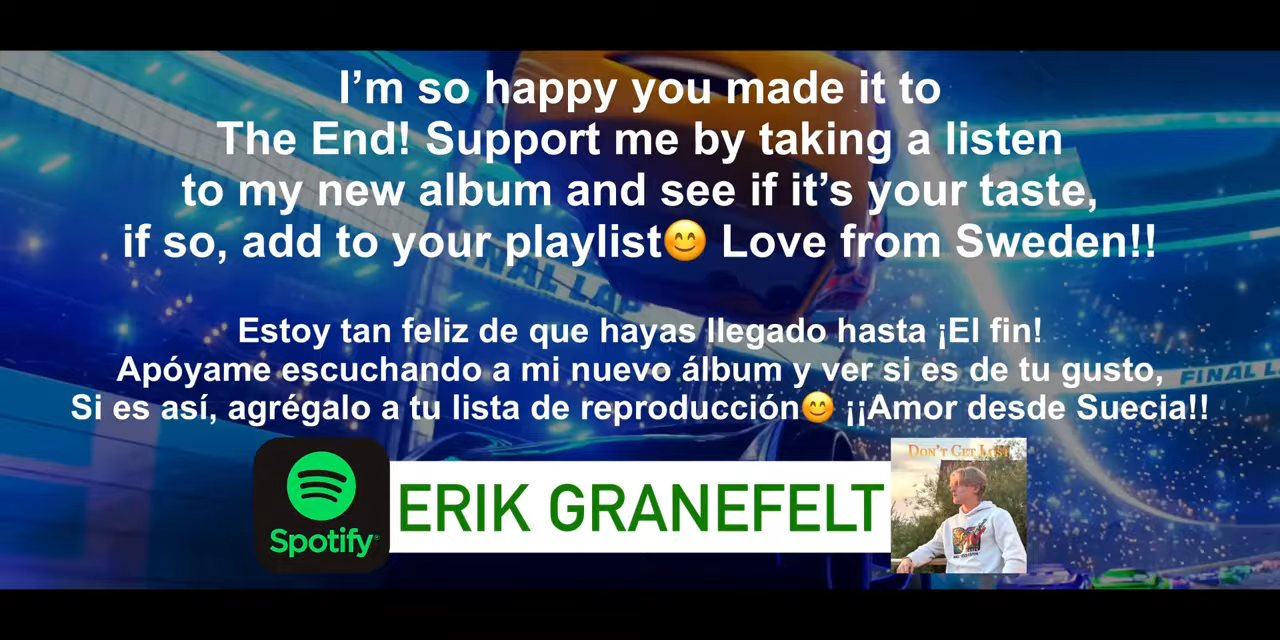 I’m so happy you made it to
The End! Support me by taking a listen
to my new album and see if it’s your taste,
if so, add to your playlist😊 Love from Sweden!!
FINAL LAP
Estoy tan feliz de que hayas llegado hasta ¡El fin!
Apóyame escuchando a mi nuevo álbum y ver si es de tu gusto,
FINAL L
Si es así, agrégalo a tu lista de reproducción😊 ¡¡Amor desde Suecia!!
DON'T GET LOST
Spotify®
ERIK GRANEFELT